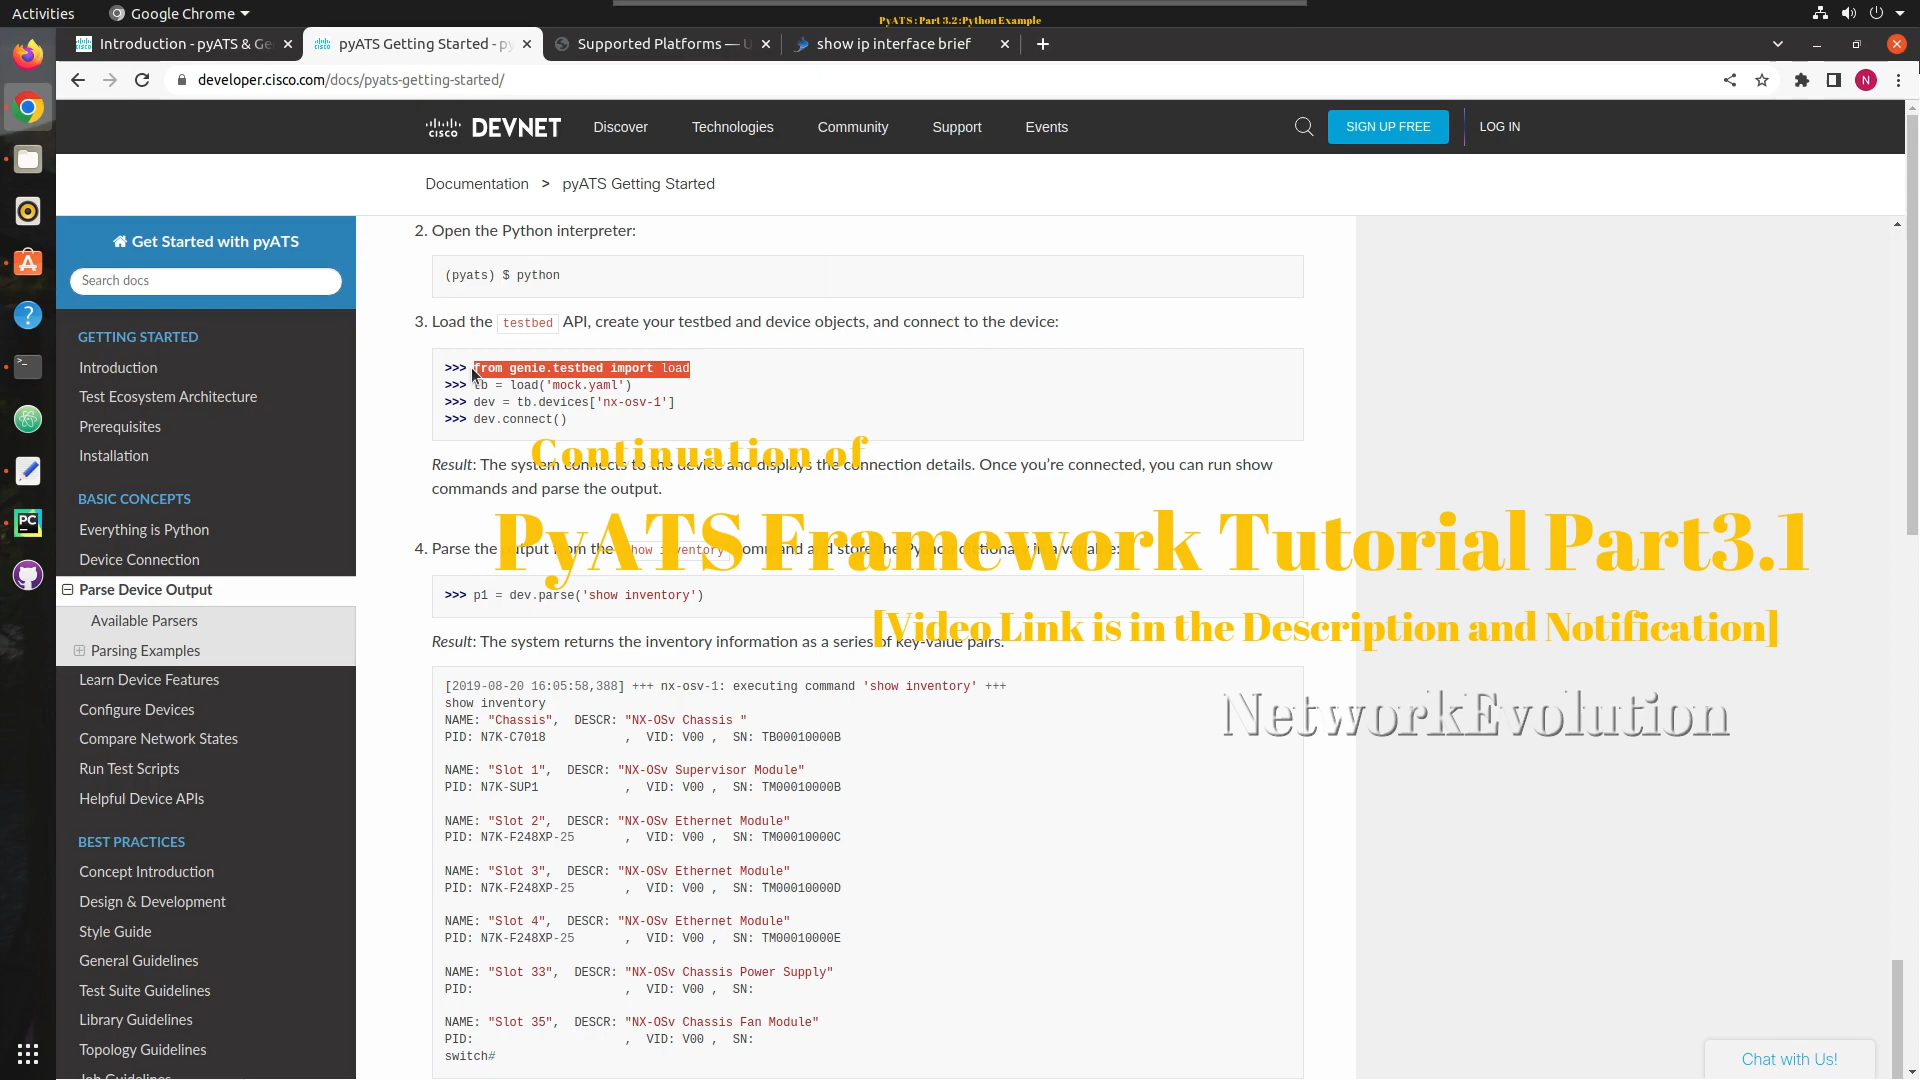 Activities
Google Chrome
PyATS : Part 3.2 :Python Example
Introduction - pyATS & Ge
pyATS Getting Started - py
Supported Platforms — U
show ip interface brief
developer.cisco.com/docs/pyats-getting-started/
N
cisco DEVNET
Discover
Technologies
Community
Support
Events
SIGN UP FREE
LOG IN
Documentation > pyATS Getting Started
Get Started with pyATS
Search docs
GETTING STARTED
Introduction
Test Ecosystem Architecture
Prerequisites
Installation
BASIC CONCEPTS
Everything is Python
Device Connection
Parse Device Output
Available Parsers
Parsing Examples
Learn Device Features
Configure Devices
Compare Network States
Run Test Scripts
Helpful Device APIs
BEST PRACTICES
Concept Introduction
Design & Development
Style Guide
General Guidelines
Test Suite Guidelines
Library Guidelines
Topology Guidelines
Job Guidelines
2. Open the Python interpreter:
(pyats) $ python
3. Load the testbed API, create your testbed and device objects, and connect to the device:
>>> from genie.testbed import load
>>> tb = load('mock.yaml')
>>> dev = tb.devices['nx-osv-1']
>>> dev.connect()
Continuation of
Result: The system connects to the device and displays the connection details. Once you're connected, you can run show
commands and parse the output.
PyATS Framework Tutorial Part3.1
4. Parse the output from the show inventory command and store the Python dictionary in a variable:
>>> p1 = dev.parse('show inventory')
[Video Link is in the Description and Notification]
Result: The system returns the inventory information as a series of key-value pairs.
NetworkEvolution
[2019-08-20 16:05:58,388] +++ nx-osv-1: executing command 'show inventory' +++
show inventory
NAME: "Chassis", DESCR: "NX-OSv Chassis "
PID: N7K-C7018 , VID: V00 , SN: TB00010000B
NAME: "Slot 1", DESCR: "NX-OSv Supervisor Module"
PID: N7K-SUP1 , VID: V00 , SN: TM00010000B
NAME: "Slot 2", DESCR: "NX-OSv Ethernet Module"
PID: N7K-F248XP-25 , VID: V00 , SN: TM00010000C
NAME: "Slot 3", DESCR: "NX-OSv Ethernet Module"
PID: N7K-F248XP-25 , VID: V00 , SN: TM00010000D
NAME: "Slot 4", DESCR: "NX-OSv Ethernet Module"
PID: N7K-F248XP-25 , VID: V00 , SN: TM00010000E
NAME: "Slot 33", DESCR: "NX-OSv Chassis Power Supply"
PID: , VID: V00 , SN:
NAME: "Slot 35", DESCR: "NX-OSv Chassis Fan Module"
PID: , VID: V00 , SN:
switch#
Chat with Us!
PC